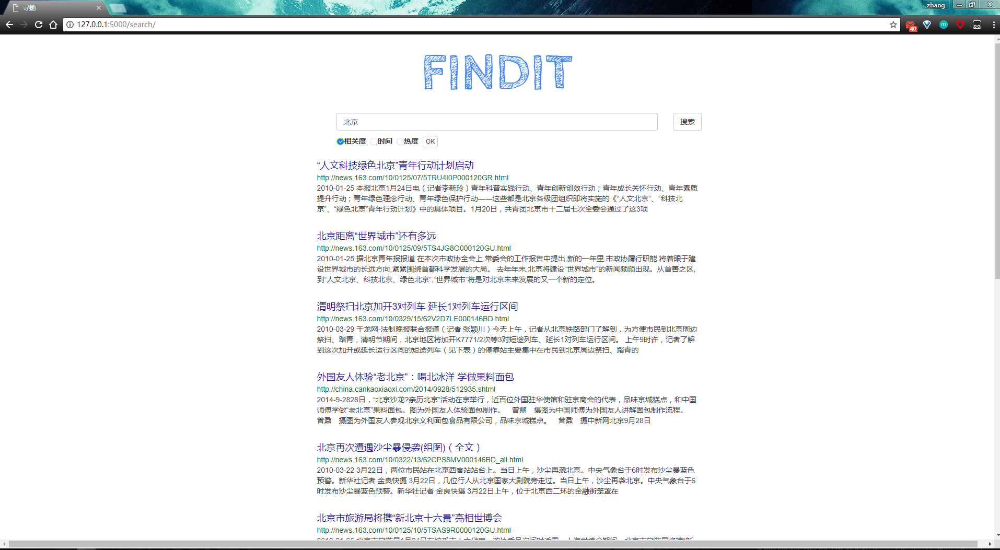 寻她
zhang
127.0.0.1:5000/search/
40
m
FINDIT
北京
搜索
相关度 时间 热度 OK
“人文科技绿色北京”青年行动计划启动
http://news.163.com/10/0125/07/5TRU4I0P000120GR.html
2010-01-25 本报北京1月24日电（记者李新玲）青年科普实践行动、青年创新创效行动；青年成长关怀行动、青年素质
提升行动；青年绿色理念行动、青年绿色保护行动——这些都是北京各级团组织即将实施的《“人文北京”、“科技北
京”、“绿色北京”青年行动计划》中的具体项目。1月20日，共青团北京市十二届七次全委会通过了这3项
北京距离“世界城市”还有多远
http://news.163.com/10/0125/09/5TS4JG8O000120GU.html
2010-01-25 据北京青年报报道 在本次市政协全会上,常委会的工作报告中提出,新的一年里,市政协履行职能,将着眼于建
设世界城市的长远方向,紧紧围绕首都科学发展的大局。 去年年末,北京将建设“世界城市”的新闻频频出现。从首善之区,
到“人文北京、科技北京、绿色北京”,“世界城市”将是对北京未来发展的又一个新的定位。
清明祭扫北京加开3对列车 延长1对列车运行区间
http://news.163.com/10/0329/15/62V2D7LE000146BD.html
2010-03-29 千龙网-法制晚报联合报道（记者 张颖川）今天上午，记者从北京铁路部门了解到，为方便市民到北京周边
祭扫、踏青，清明节期间，北京地区将加开K7771/2次等3对短途列车、延长1对列车运行区间。 上午9时许，记者了解
到这次加开或延长运行区间的短途列车（见下表）的停靠站主要集中在市民到北京周边祭扫、踏青的
外国友人体验“老北京”：喝北冰洋 学做果料面包
http://china.cankaoxiaoxi.com/2014/0928/512935.shtml
2014-9-2828日，“北京沙龙?亲历北京”活动在京举行，近百位外国驻华使馆和驻京商会的代表，品味京城糕点，和中国
师傅学做“老北京”果料面包。图为外国友人体验面包制作。 曾鼐 摄图为中国师傅为外国友人讲解面包制作流程。
曾鼐 摄图为外国友人参观北京义利面包食品有限公司，品味京城糕点。 曾鼐 摄中新网北京9月28日
北京再次遭遇沙尘暴侵袭(组图)（全文）
http://news.163.com/10/0322/13/62CPS8MV000146BD_all.html
2010-03-22 3月22日，两位市民站在北京西客站站台上。当日上午，沙尘再袭北京。中央气象台于6时发布沙尘暴蓝色
预警。新华社记者 金良快摄 3月22日，几位行人从北京国家大剧院旁走过。当日上午，沙尘再袭北京。中央气象台于6
时发布沙尘暴蓝色预警。新华社记者 金良快摄 3月22日上午，位于北京西二环的金融街笼罩在
北京市旅游局将携“新北京十六景”亮相世博会
http://news.163.com/10/0125/10/5TSAS9R0000120GU.html